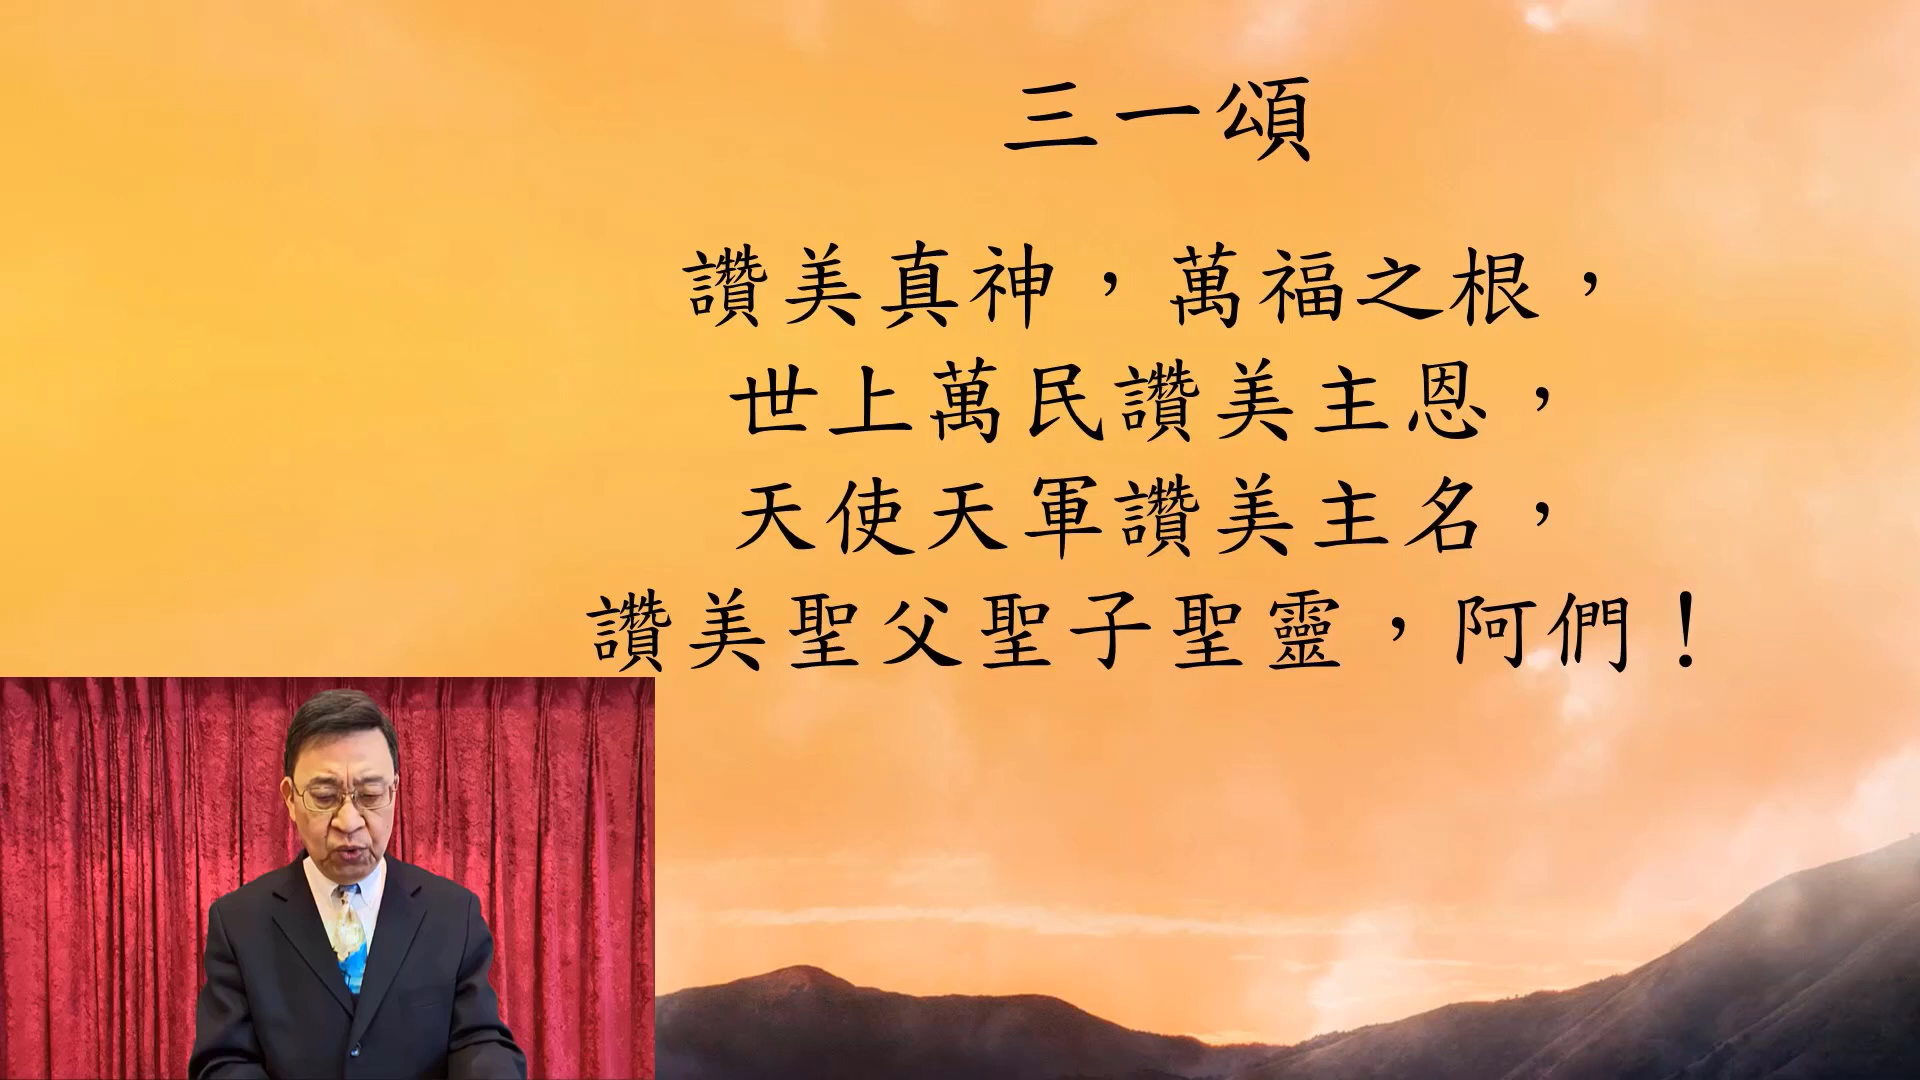 三一頌
讚美真神，萬福之根，
世上萬民讚美主恩，
天使天軍讚美主名，
讚美聖父聖子聖靈，阿們！